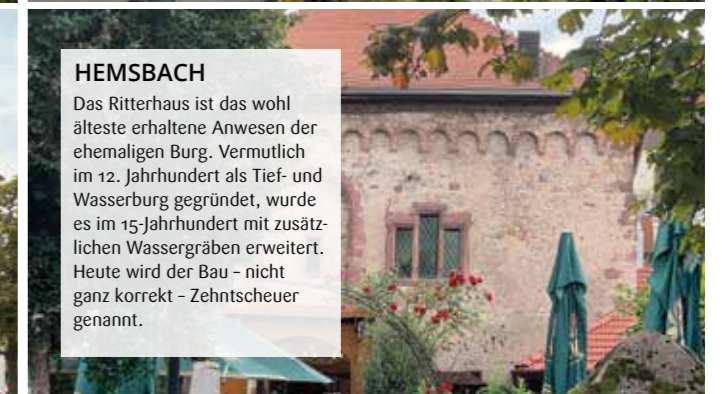 HEMSBACH
Das Ritterhaus ist das wohl
älteste erhaltene Anwesen der
ehemaligen Burg. Vermutlich
im 12. Jahrhundert als Tief- und
Wasserburg gegründet, wurde
es im 15-Jahrhundert mit zusätz-
lichen Wassergräben erweitert.
Heute wird der Bau – nicht
ganz korrekt – Zehntscheuer
genannt.